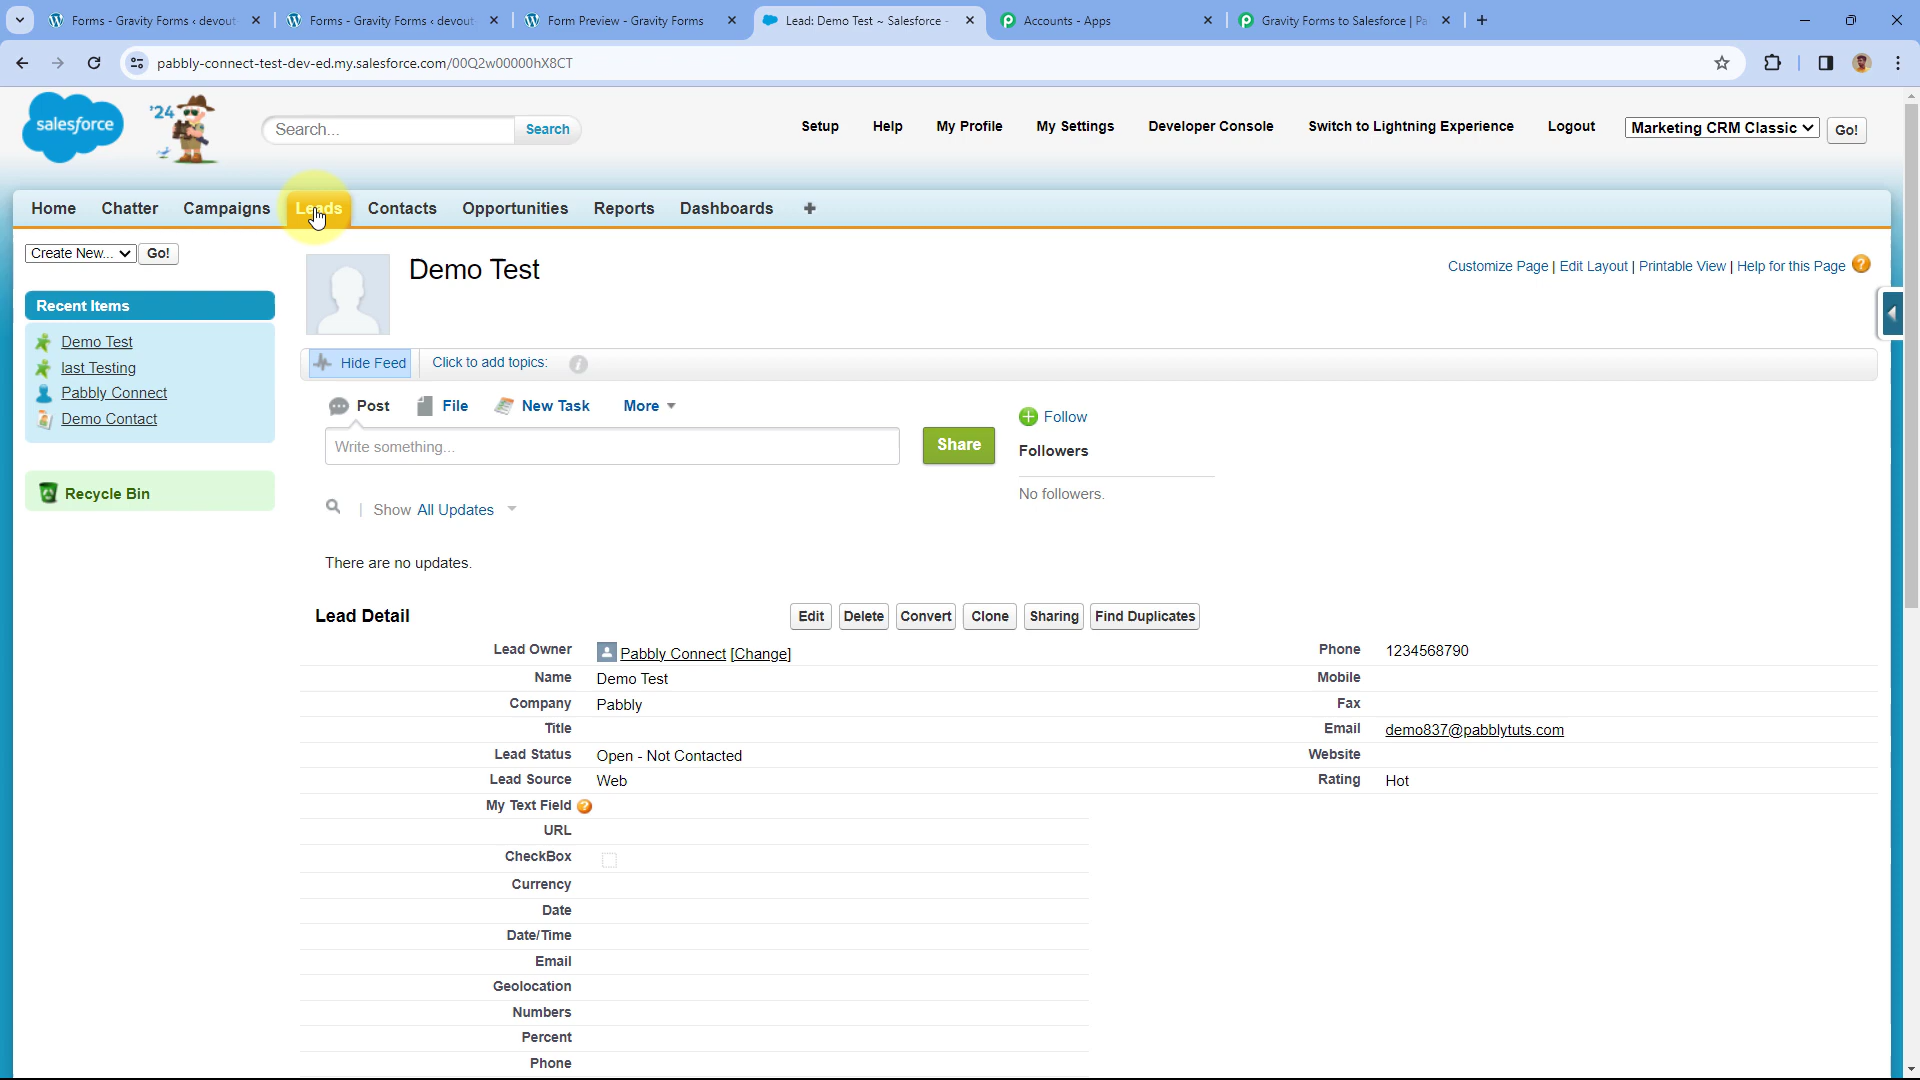 Forms - Gravity Forms ‹ devout
Forms - Gravity Forms ‹ devout
Form Preview - Gravity Forms
Lead: Demo Test ~ Salesforce -
Accounts - Apps
Gravity Forms to Salesforce | Pa
pabbly-connect-test-dev-ed.my.salesforce.com/00Q2w00000hX8CT
salesforce
'24
Search...
Search
Setup
Help
My Profile
My Settings
Developer Console
Switch to Lightning Experience
Logout
Marketing CRM Classic
Go!
Home
Chatter
Campaigns
Leads
Contacts
Opportunities
Reports
Dashboards
+
Create New...
Go!
Demo Test
Customize Page | Edit Layout | Printable View | Help for this Page
Recent Items
Demo Test
last Testing
Pabbly Connect
Demo Contact
Recycle Bin
Hide Feed
Click to add topics:
Post
File
New Task
More
Write something...
Share
Follow
Followers
No followers.
Show All Updates
There are no updates.
Lead Detail
Edit
Delete
Convert
Clone
Sharing
Find Duplicates
Lead Owner Pabbly Connect [Change]
Phone 1234568790
Name Demo Test
Mobile
Company Pabbly
Fax
Title
Email demo837@pabblytuts.com
Lead Status Open - Not Contacted
Website
Lead Source Web
Rating Hot
My Text Field
URL
CheckBox
Currency
Date
Date/Time
Email
Geolocation
Numbers
Percent
Phone